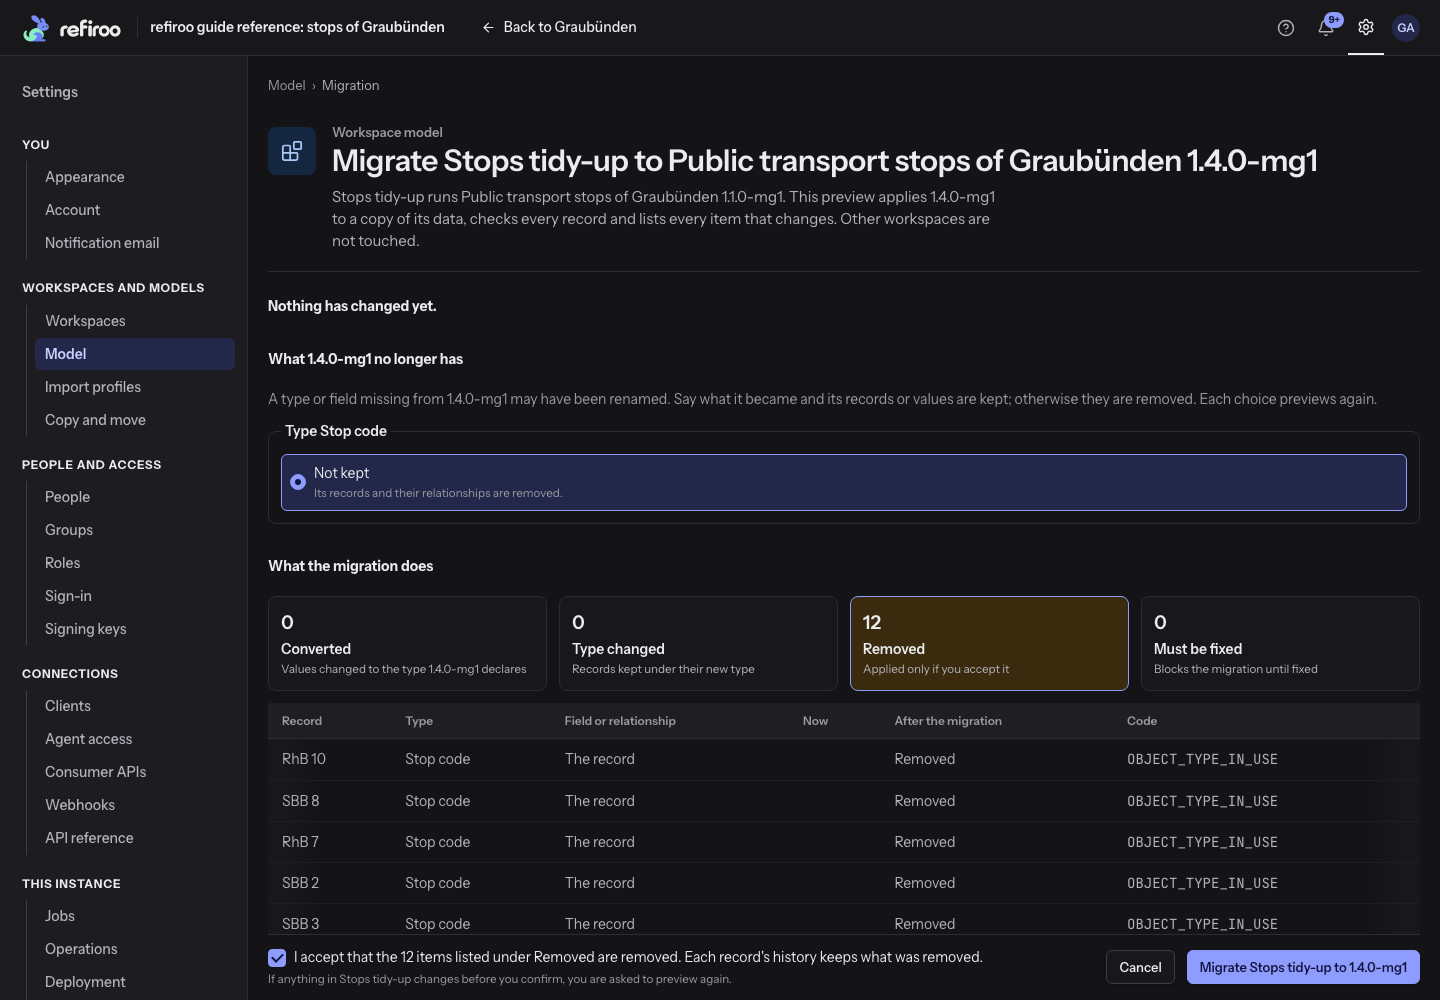 refiroo
refiroo guide reference: stops of Graubünden
← Back to Graubünden
9+
GA
Settings
YOU
Appearance
Account
Notification email
WORKSPACES AND MODELS
Workspaces
Model
Import profiles
Copy and move
PEOPLE AND ACCESS
People
Groups
Roles
Sign-in
Signing keys
CONNECTIONS
Clients
Agent access
Consumer APIs
Webhooks
API reference
THIS INSTANCE
Jobs
Operations
Deployment
Model › Migration
Workspace model
Migrate Stops tidy-up to Public transport stops of Graubünden 1.4.0-mg1
Stops tidy-up runs Public transport stops of Graubünden 1.1.0-mg1. This preview applies 1.4.0-mg1
to a copy of its data, checks every record and lists every item that changes. Other workspaces are
not touched.
Nothing has changed yet.
What 1.4.0-mg1 no longer has
A type or field missing from 1.4.0-mg1 may have been renamed. Say what it became and its records or values are kept; otherwise they are removed. Each choice previews again.
Type Stop code
Not kept
Its records and their relationships are removed.
What the migration does
0
Converted
Values changed to the type 1.4.0-mg1 declares
0
Type changed
Records kept under their new type
12
Removed
Applied only if you accept it
0
Must be fixed
Blocks the migration until fixed
Record Type Field or relationship Now After the migration Code
RhB 10 Stop code The record Removed OBJECT_TYPE_IN_USE
SBB 8 Stop code The record Removed OBJECT_TYPE_IN_USE
RhB 7 Stop code The record Removed OBJECT_TYPE_IN_USE
SBB 2 Stop code The record Removed OBJECT_TYPE_IN_USE
SBB 3 Stop code The record Removed OBJECT_TYPE_IN_USE
I accept that the 12 items listed under Removed are removed. Each record's history keeps what was removed.
If anything in Stops tidy-up changes before you confirm, you are asked to preview again.
Cancel
Migrate Stops tidy-up to 1.4.0-mg1